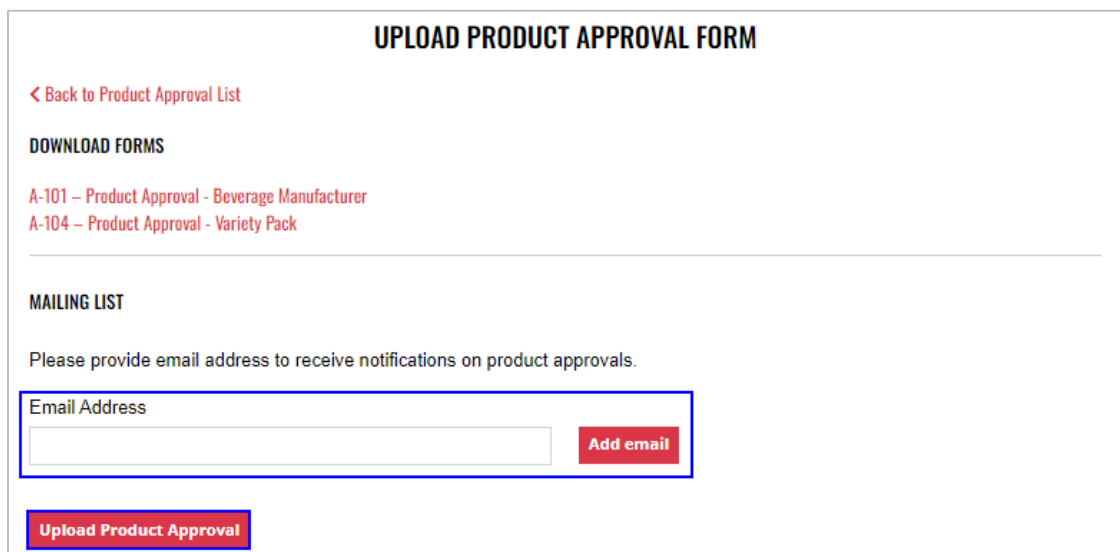 UPLOAD PRODUCT APPROVAL FORM
Back to Product Approval List
DOWNLOAD FORMS
A-101 – Product Approval - Beverage Manufacturer
A-104 – Product Approval - Variety Pack
MAILING LIST
Please provide email address to receive notifications on product approvals.
Email Address
Add email
Upload Product Approval